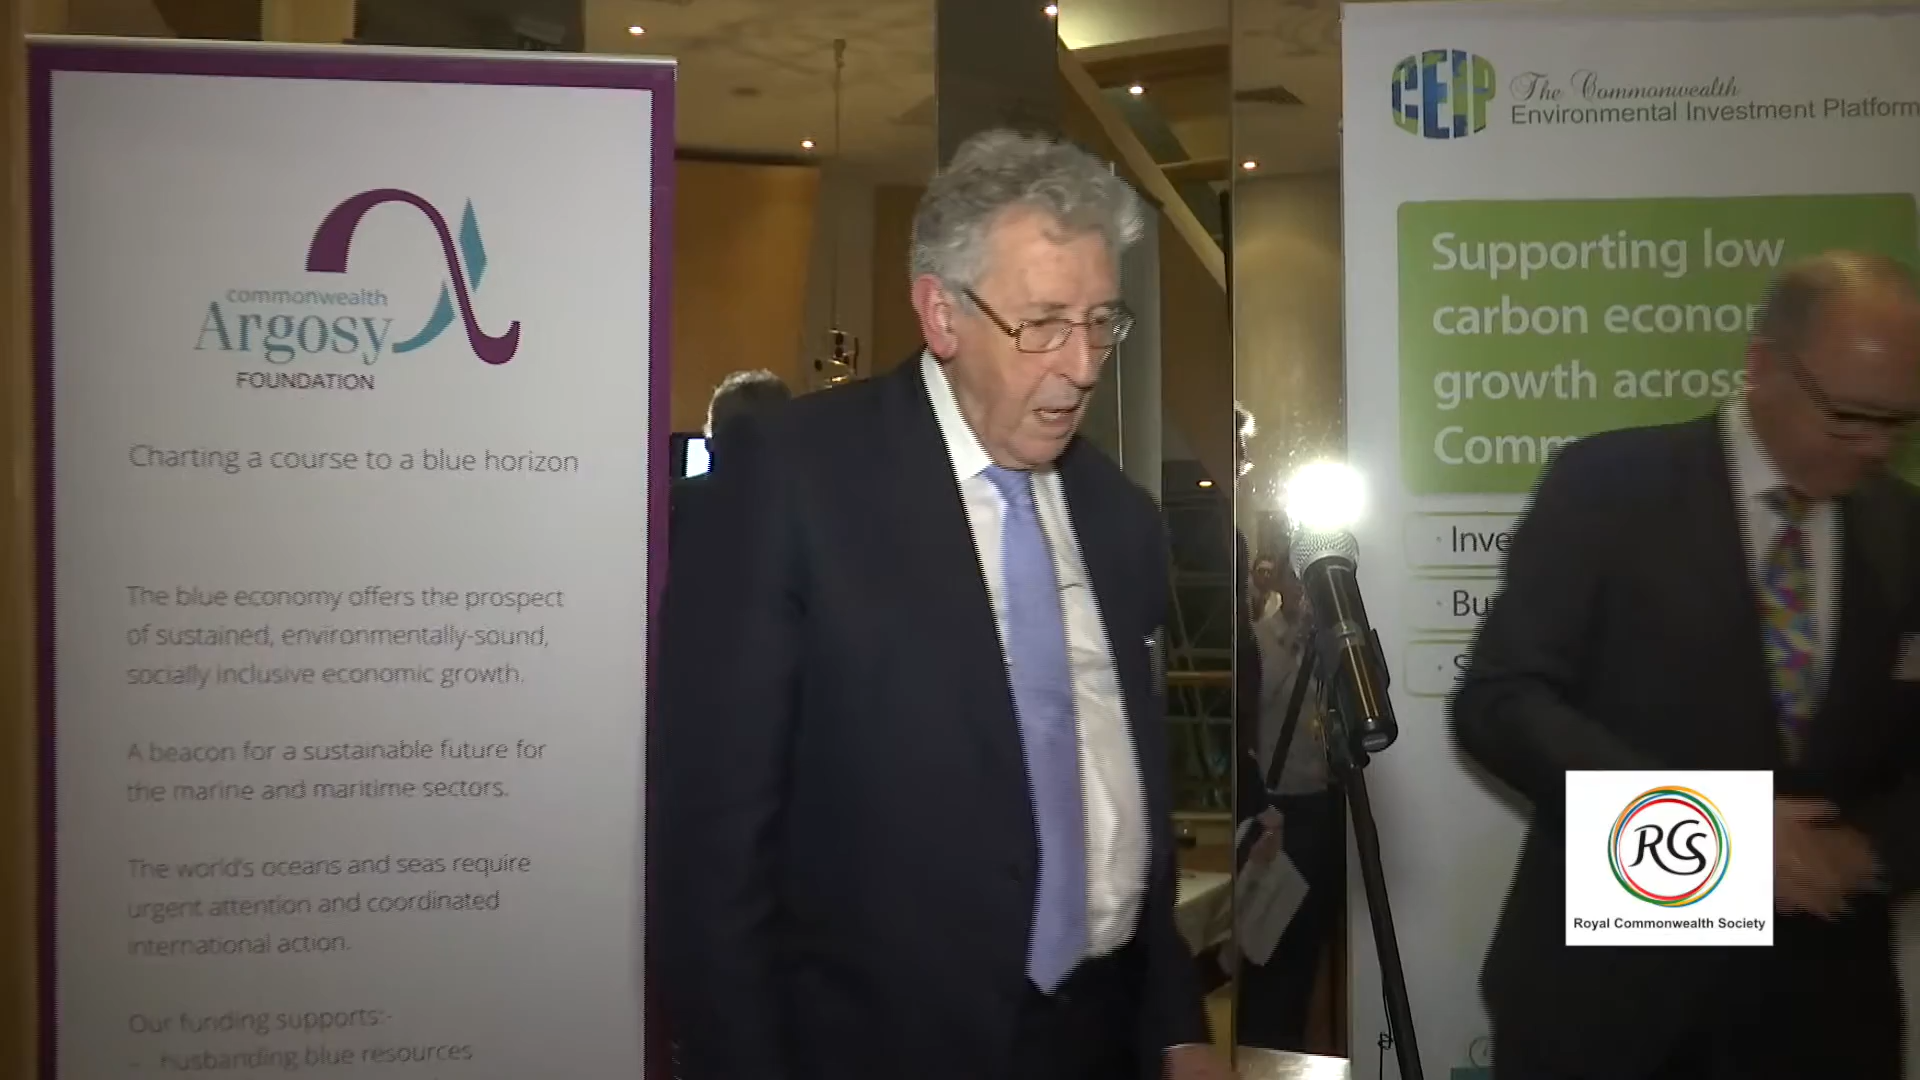 commonwealth
Argosy
FOUNDATION
Charting a course to a blue horizon
The blue economy offers the prospect
of sustained, environmentally-sound,
socially inclusive economic growth.
A beacon for a sustainable future for
the marine and maritime sectors.
The world's oceans and seas require
urgent attention and coordinated
international action.
Our funding supports:-
- husbanding blue resources
CEIP
The Commonwealth
Environmental Investment Platform
Supporting low
carbon econo
growth across
Comm
· Inve
· Bu
· S
RCS
Royal Commonwealth Society